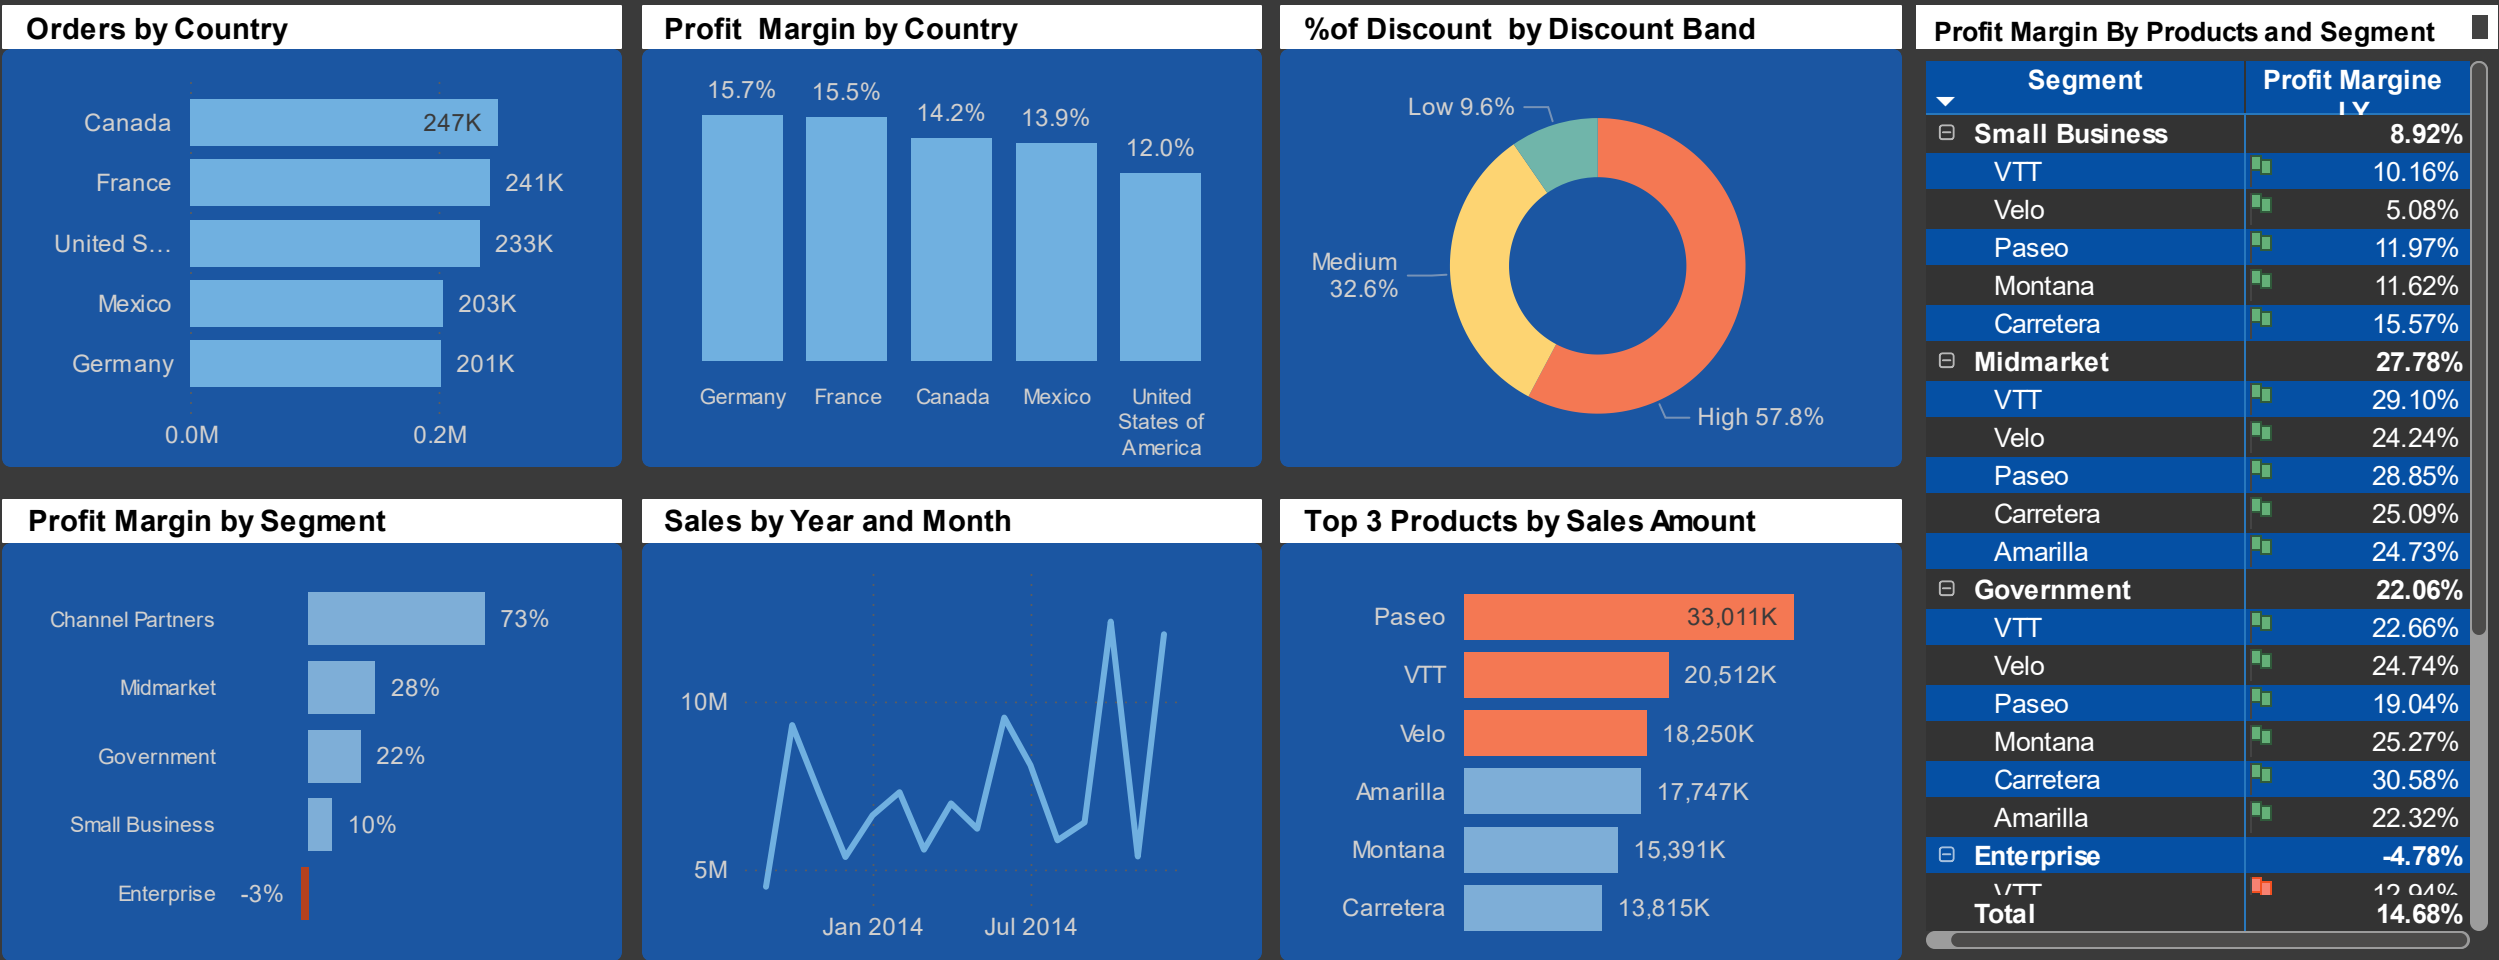 Orders by Country
Canada 247K
France 241K
United S... 233K
Mexico 203K
Germany 201K
0.0M 0.2M
Profit Margin by Country
15.7% 15.5% 14.2% 13.9% 12.0%
Germany France Canada Mexico United
States of
America
%of Discount by Discount Band
Low 9.6%
Medium
32.6%
High 57.8%
Profit Margin by Segment
Channel Partners 73%
Midmarket 28%
Government 22%
Small Business 10%
Enterprise -3%
Sales by Year and Month
10M
5M
Jan 2014 Jul 2014
Top 3 Products by Sales Amount
Paseo 33,011K
VTT 20,512K
Velo 18,250K
Amarilla 17,747K
Montana 15,391K
Carretera 13,815K
Profit Margin By Products and Segment
Segment Profit Margine
LY
Small Business 8.92%
VTT 10.16%
Velo 5.08%
Paseo 11.97%
Montana 11.62%
Carretera 15.57%
Midmarket 27.78%
VTT 29.10%
Velo 24.24%
Paseo 28.85%
Carretera 25.09%
Amarilla 24.73%
Government 22.06%
VTT 22.66%
Velo 24.74%
Paseo 19.04%
Montana 25.27%
Carretera 30.58%
Amarilla 22.32%
Enterprise -4.78%
VTT 12.94%
Total 14.68%